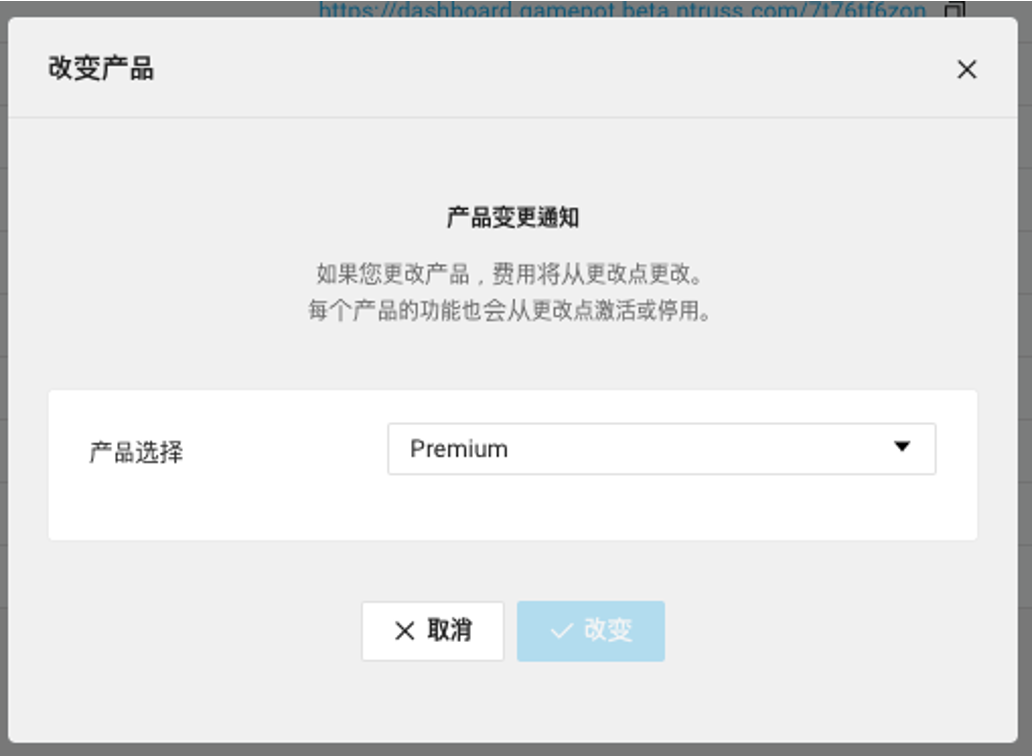 https://dashboard.gamepot.beta.ntruss.com/7t76tf6zon
改变产品
产品变更通知
如果您更改产品，费用将从更改点更改。
每个产品的功能也会从更改点激活或停用。
产品选择
Premium
取消
改变